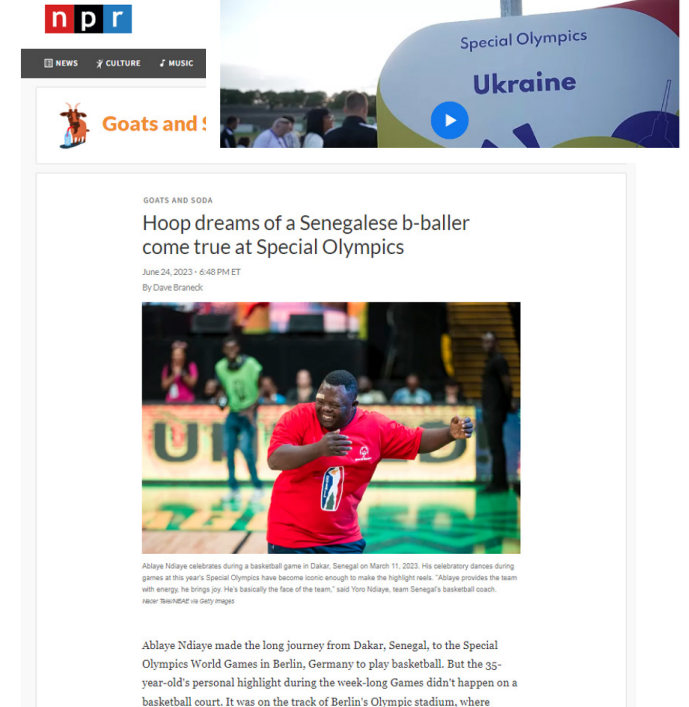 npr
NEWS
CULTURE
MUSIC
Special Olympics
Ukraine
Goats and S
GOATS AND SODA
Hoop dreams of a Senegalese b-baller
come true at Special Olympics
June 24, 2023 · 6:48 PM ET
By Dave Braneck
Ablaye Ndiaye celebrates during a basketball game in Dakar, Senegal on March 11, 2023. His celebratory dances during
games at this year's Special Olympics have become iconic enough to make the highlight reels. "Ablaye provides the team
with energy, he brings joy. He's basically the face of the team," said Yoro Ndiaye, team Senegal's basketball coach.
via Getty Images
Ablaye Ndiaye made the long journey from Dakar, Senegal, to the Special
Olympics World Games in Berlin, Germany to play basketball. But the 35-
year-old's personal highlight during the week-long Games didn't happen on a
basketball court. It was on the track of Berlin's Olympic stadium, where